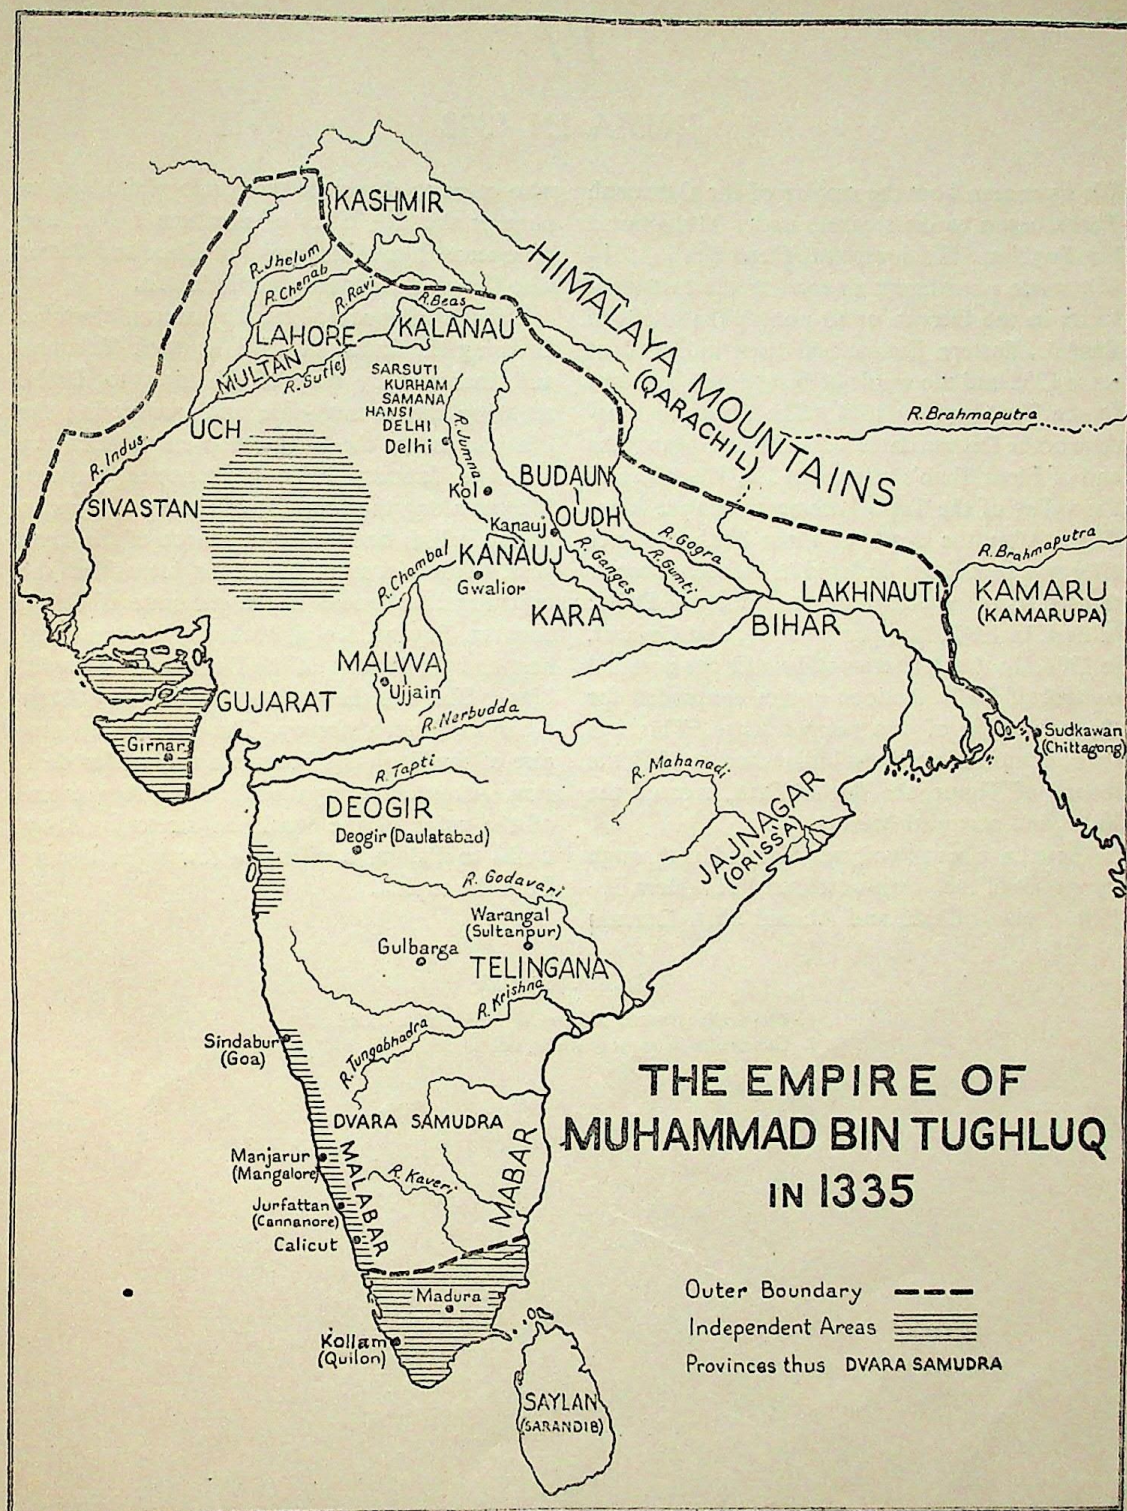 KASHMIR
HIMALAYA MOUNTAINS
(QARACHIL)
R. Jhelum
R. Chenab
R. Ravi
R. Beas
LAHORE
KALANAU
MULTAN
R. Sutlej
SARSUTI
KURHAM
SAMANA
HANSI
DELHI
Delhi
R. Jumna
UCH
R. Indus
SIVASTAN
R. Brahmaputra
BUDAUN
Kol
OUDH
Kanauj
KANAUJ
R. Ganges
R. Gumti
R. Gogra
R. Chambal
Gwalior
KARA
BIHAR
LAKHNAUTI
R. Brahmaputra
KAMARU
(KAMARUPA)
MALWA
Ujjain
GUJARAT
Girnar
R. Nerbudda
R. Tapti
Sudkawan
(Chittagong)
R. Mahanadi
JAJNAGAR
(ORISSA)
DEOGIR
Deogir (Daulatabad)
R. Godavari
Warangal
(Sultanpur)
Gulbarga
TELINGANA
R. Krishna
Sindabur
(Goa)
R. Tungabhadra
DVARA SAMUDRA
Manjarur
(Mangalore)
MALABAR
R. Kaveri
MABAR
Jurfattan
(Cannanore)
Calicut
Madura
Kollam
(Quilon)
SAYLAN
(SARANDIB)
THE EMPIRE OF
MUHAMMAD BIN TUGHLUQ
IN 1335
Outer Boundary
Independent Areas
Provinces thus DVARA SAMUDRA